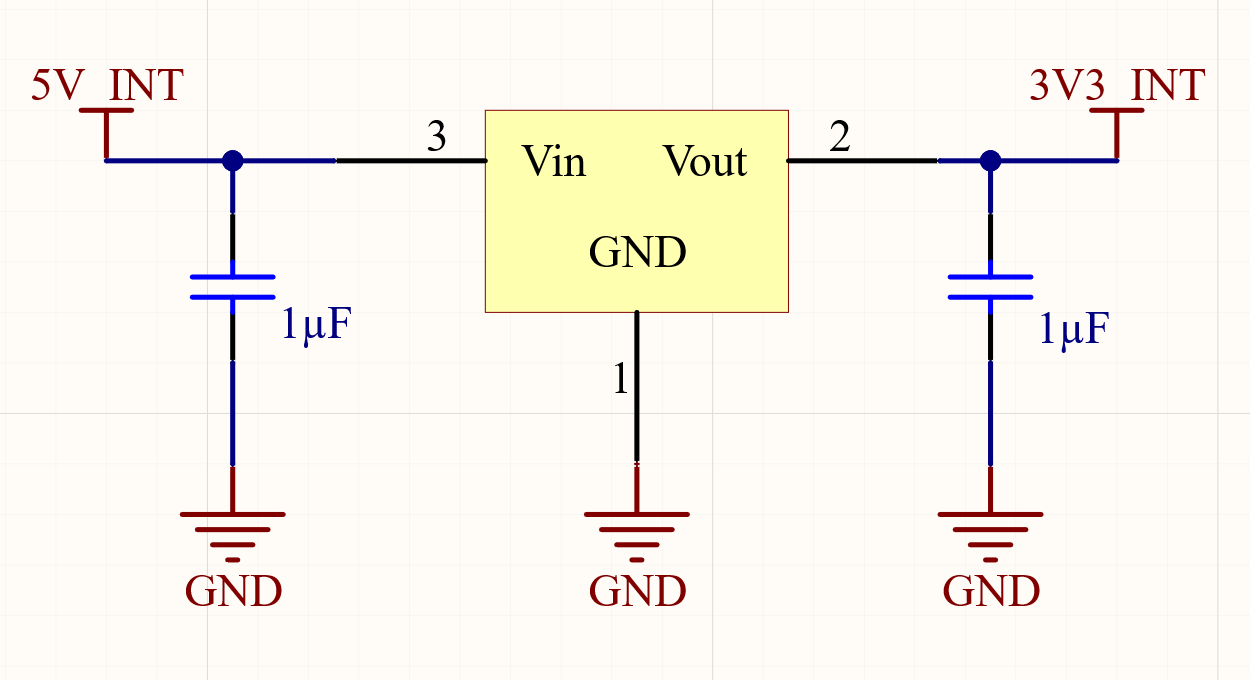 5V_INT
3V3_INT
3
2
Vin
Vout
GND
1µF
1µF
1
GND
GND
GND